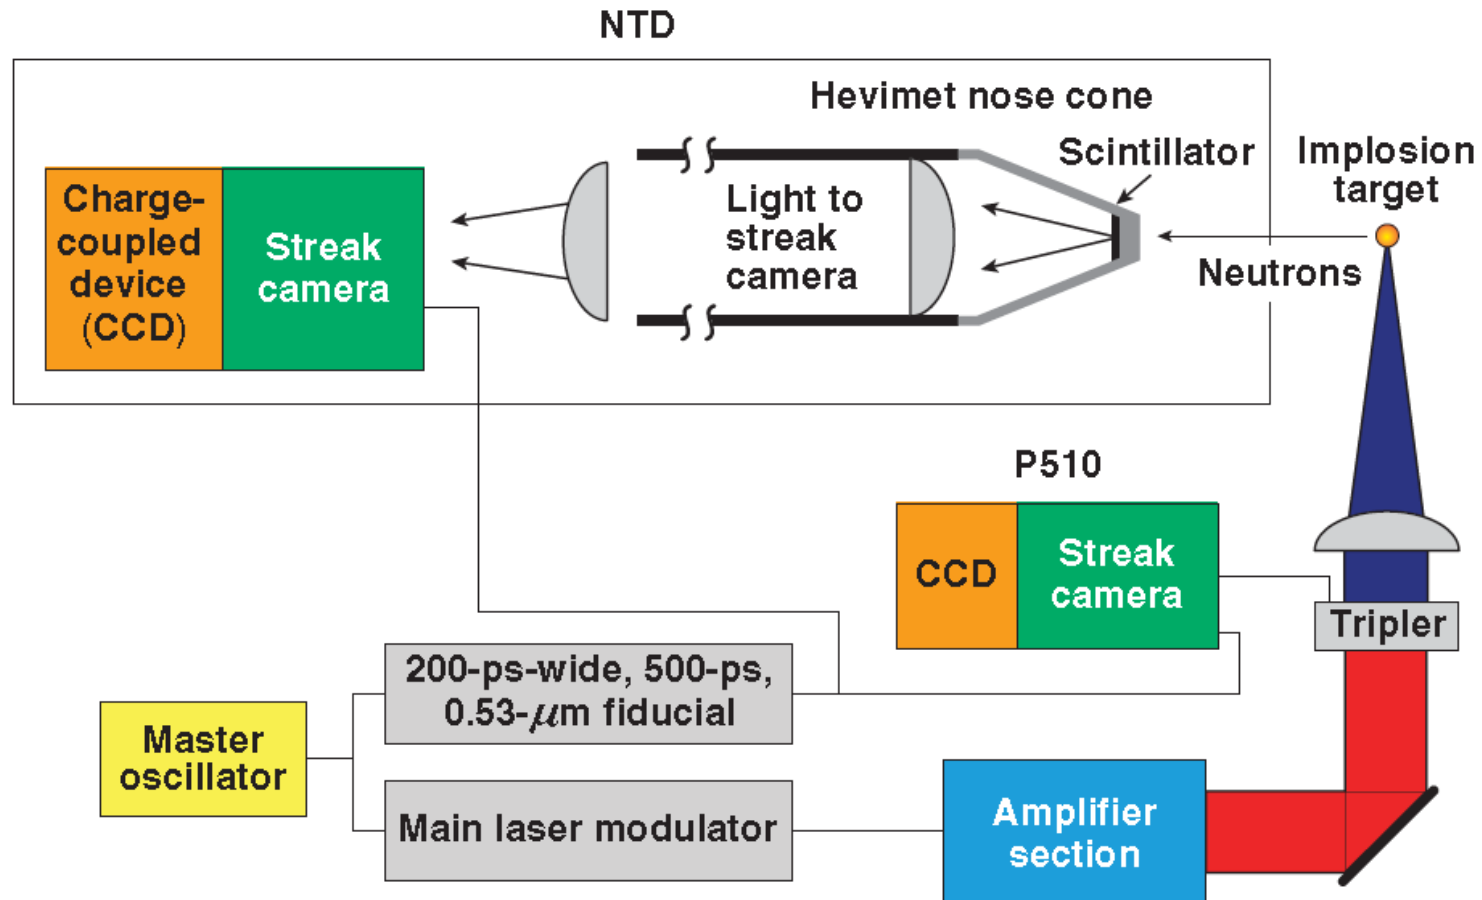 NTD
Hevimet nose cone
Scintillator
Implosion
target
Charge-
coupled
device
(CCD)
Streak
camera
Light to
streak
camera
Neutrons
P510
CCD
Streak
camera
Tripler
200-ps-wide, 500-ps,
0.53-μm fiducial
Master
oscillator
Main laser modulator
Amplifier
section